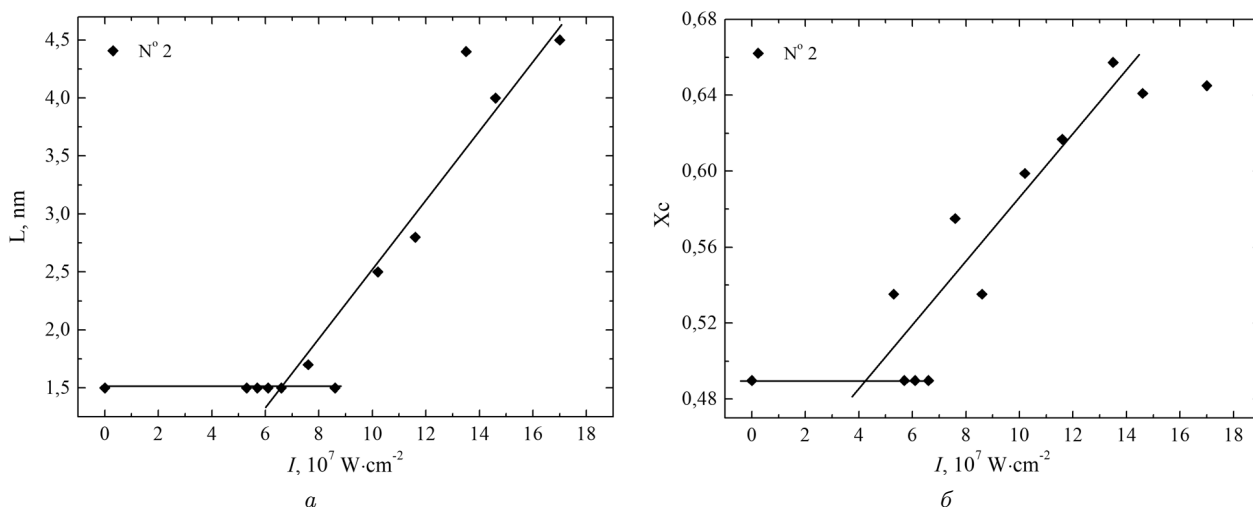 4,5
4,0
3,5
3,0
2,5
2,0
1,5
L, nm
N° 2
0 2 4 6 8 10 12 14 16 18
I, 10⁷ W·cm⁻²
а
0,68
0,64
0,60
0,56
0,52
0,48
Xc
N° 2
0 2 4 6 8 10 12 14 16 18
I, 10⁷ W·cm⁻²
б